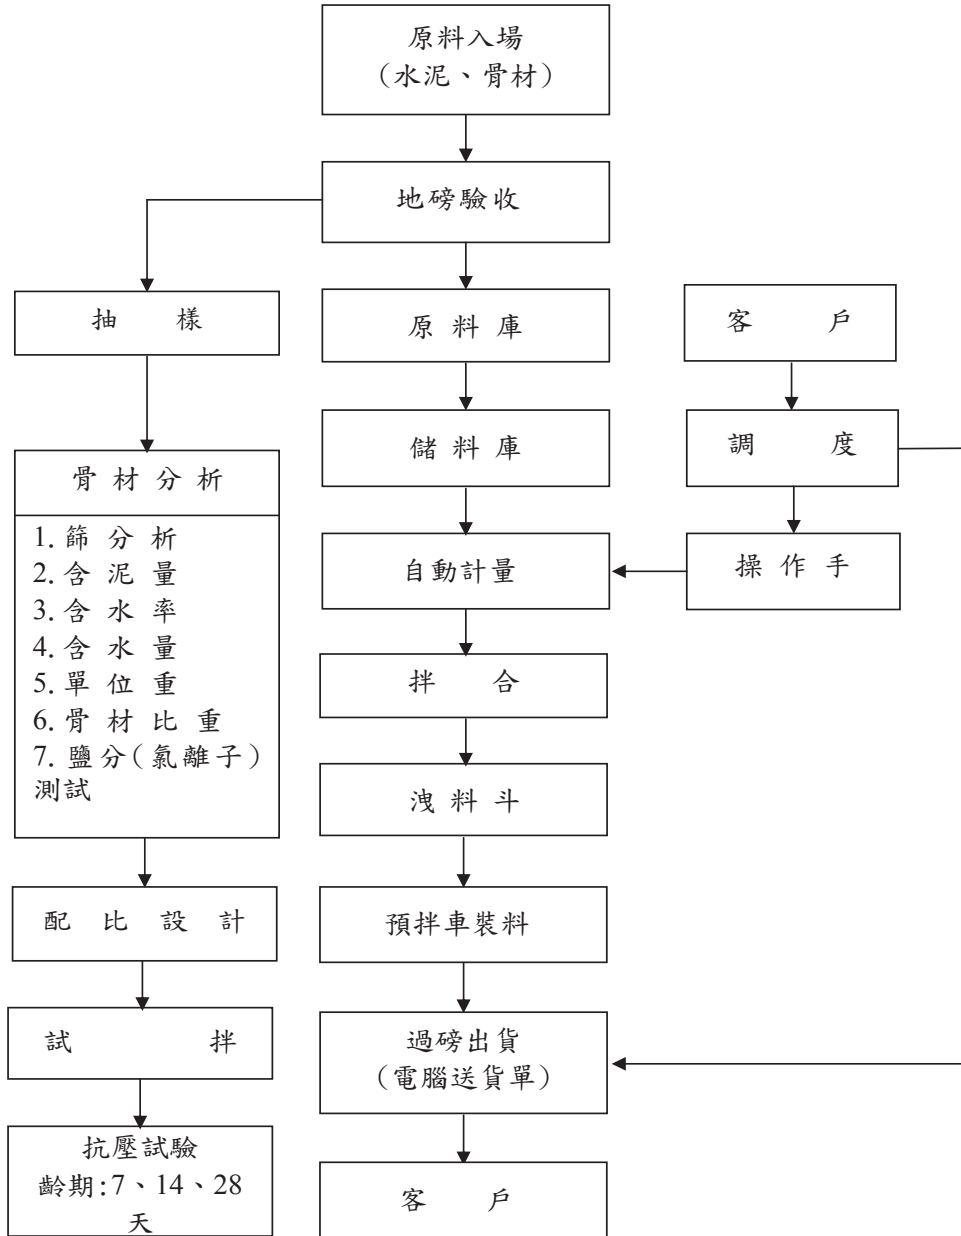 原料入場
(水泥、骨材)
地磅驗收
抽樣
原料庫
客戶
儲料庫
調度
骨材分析
1.篩分析
2.含泥量
3.含水率
4.含水量
5.單位重
6.骨材比重
7.鹽分(氯離子)
測試
自動計量
操作手
拌合
洩料斗
配比設計
預拌車裝料
試拌
過磅出貨
(電腦送貨單)
抗壓試驗
齡期:7、14、28
天
客戶